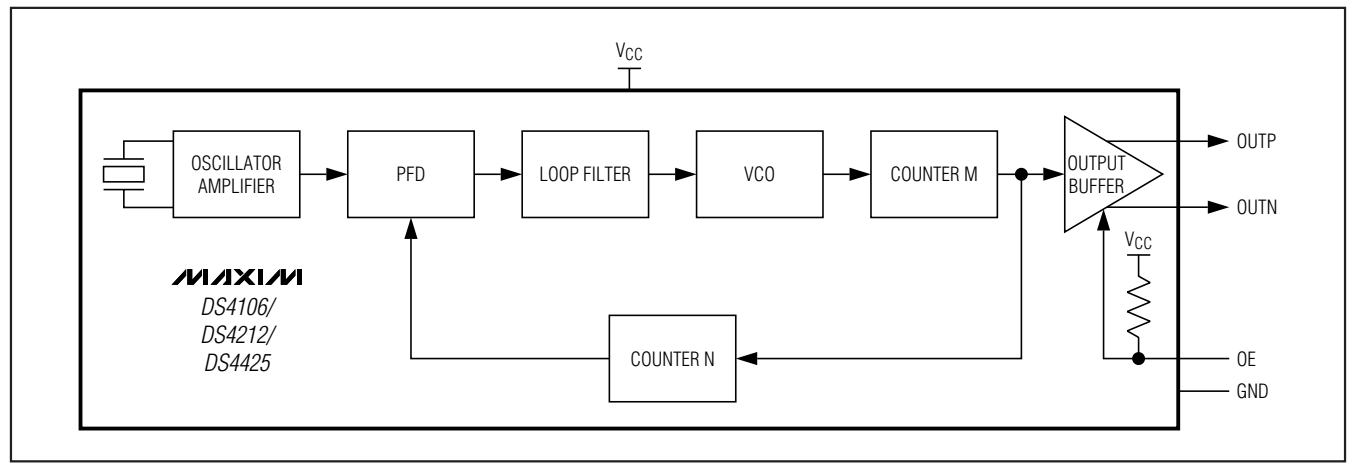 VCC
OSCILLATOR
AMPLIFIER
PFD
LOOP FILTER
VCO
COUNTER M
OUTPUT
BUFFER
OUTP
OUTN
VCC
MAXIM
DS4106/
DS4212/
DS4425
COUNTER N
OE
GND